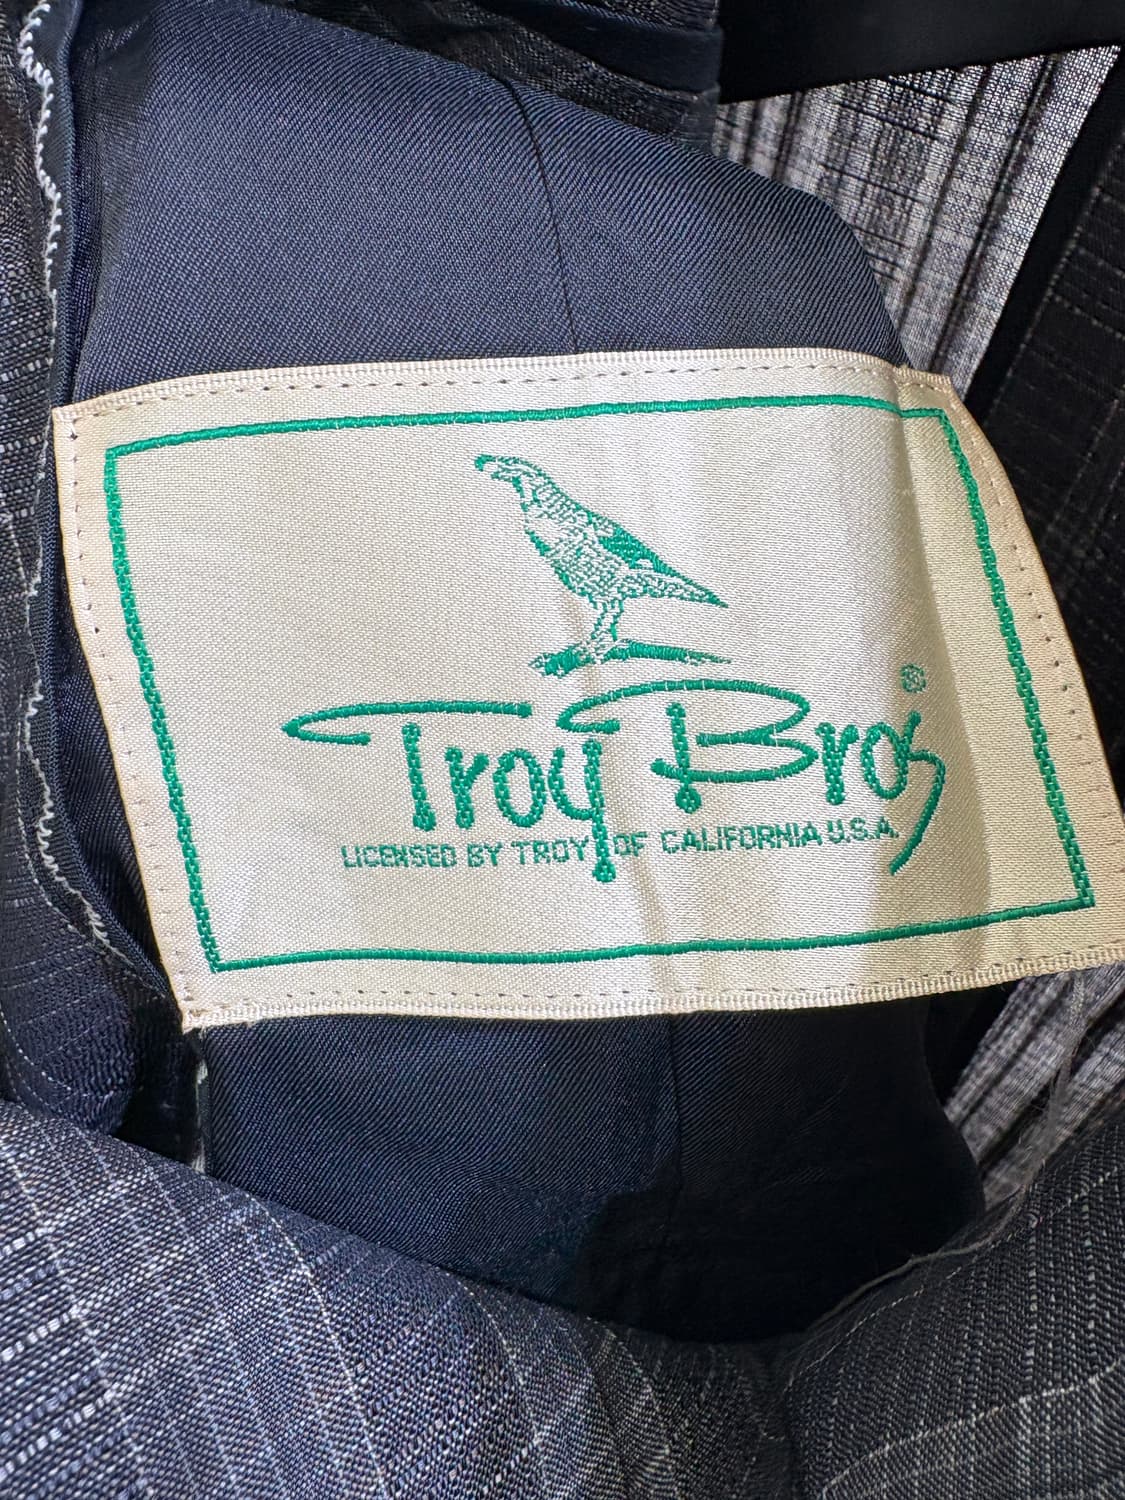 Troy Bros ®
LICENSED BY TROY OF CALIFORNIA U.S.A.